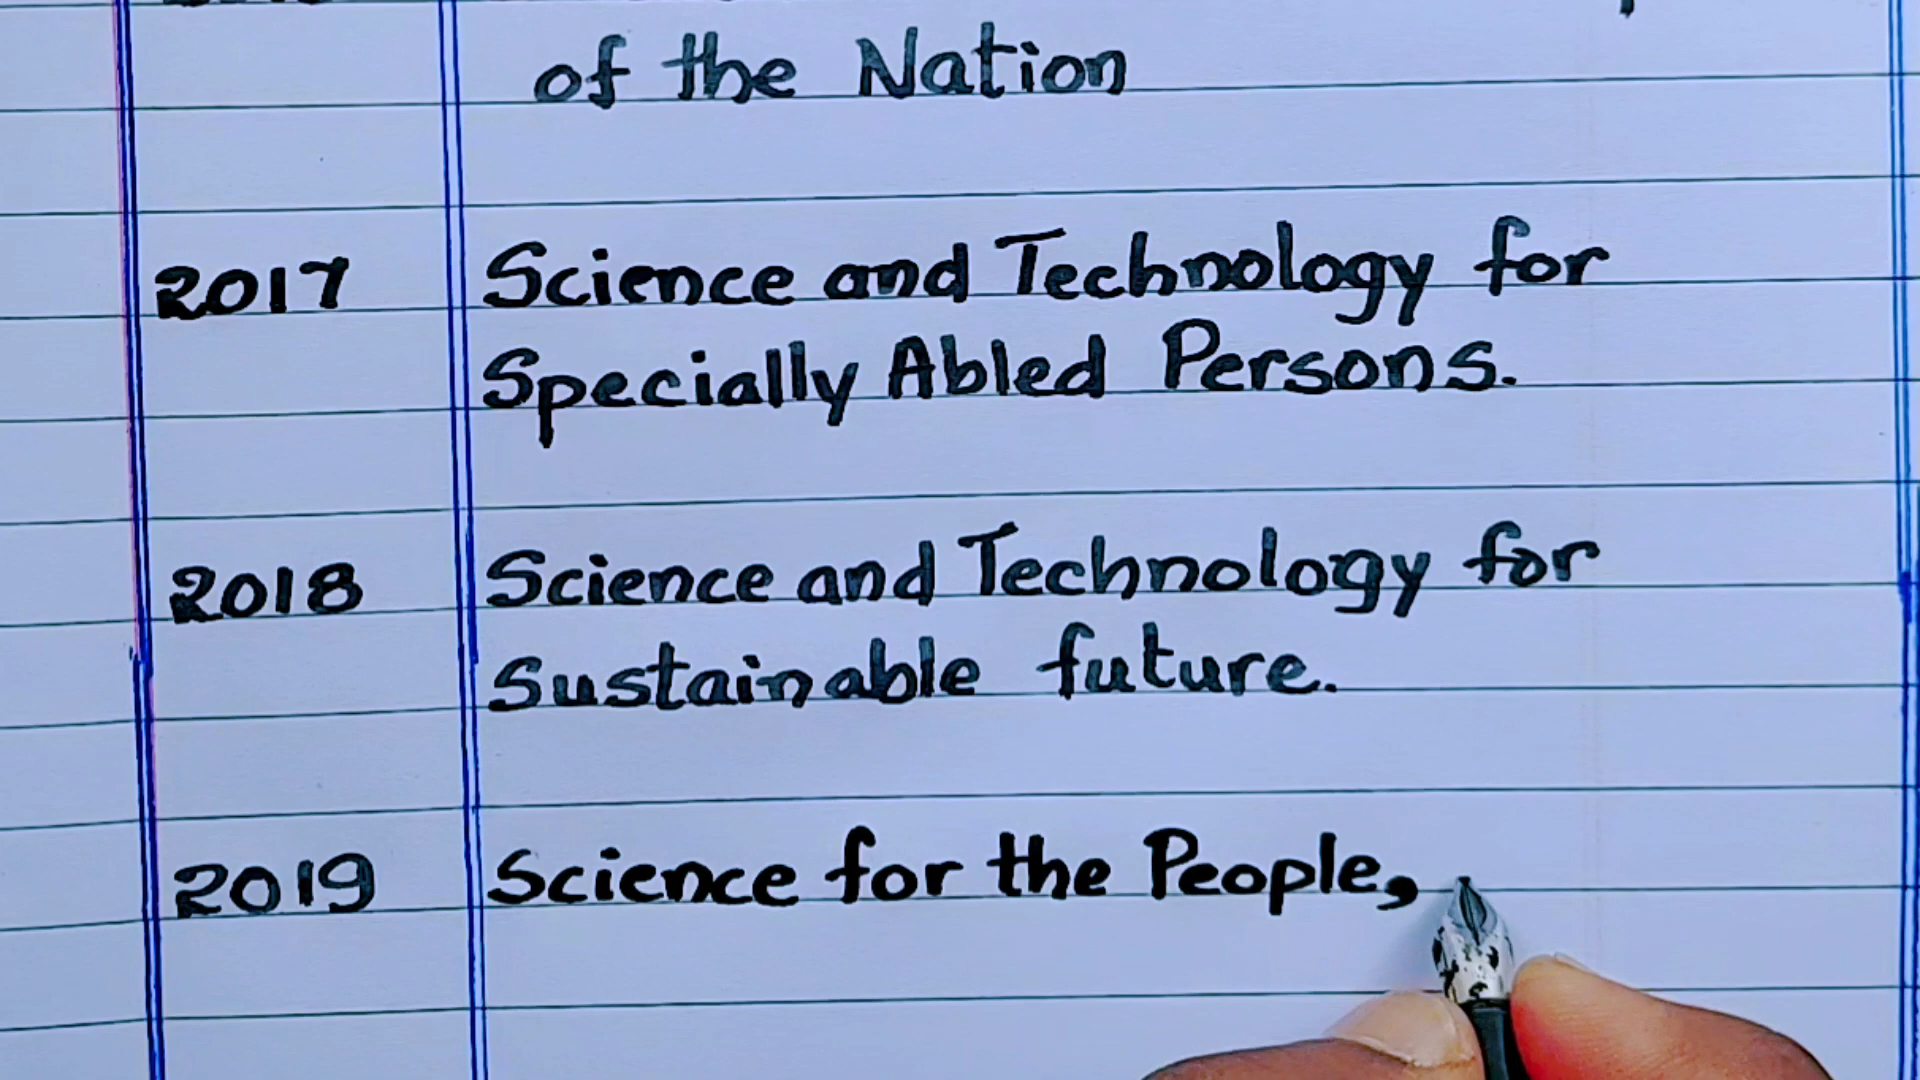 of the Nation
2017 Science and Technology for
Specially Abled Persons.
2018 Science and Technology for
Sustainable future.
2019 Science for the People,